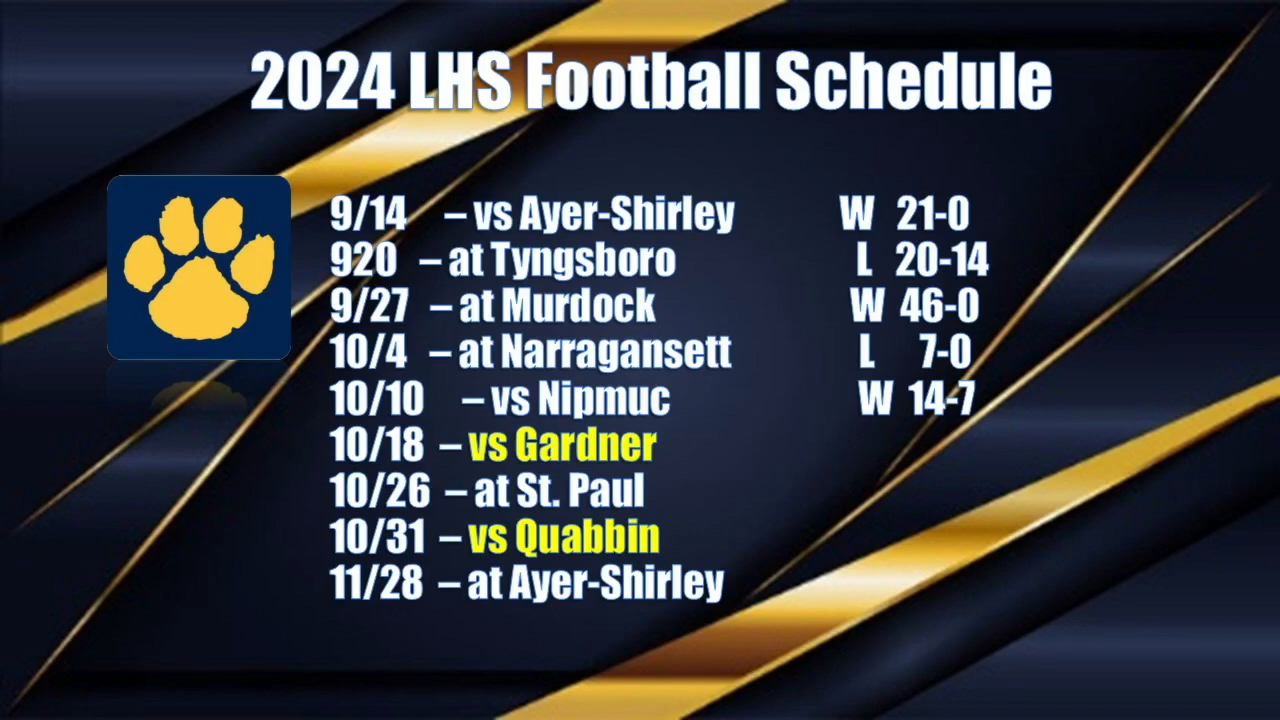 2024 LHS Football Schedule
9/14 – vs Ayer-Shirley W 21-0
920 – at Tyngsboro L 20-14
9/27 – at Murdock W 46-0
10/4 – at Narragansett L 7-0
10/10 – vs Nipmuc W 14-7
10/18 – vs Gardner
10/26 – at St. Paul
10/31 – vs Quabbin
11/28 – at Ayer-Shirley